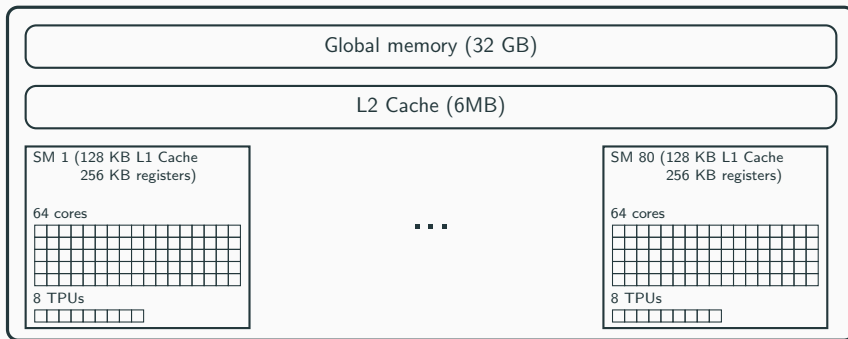 Global memory (32 GB)
L2 Cache (6MB)
SM 1 (128 KB L1 Cache
256 KB registers)
64 cores
8 TPUs
...
SM 80 (128 KB L1 Cache
256 KB registers)
64 cores
8 TPUs